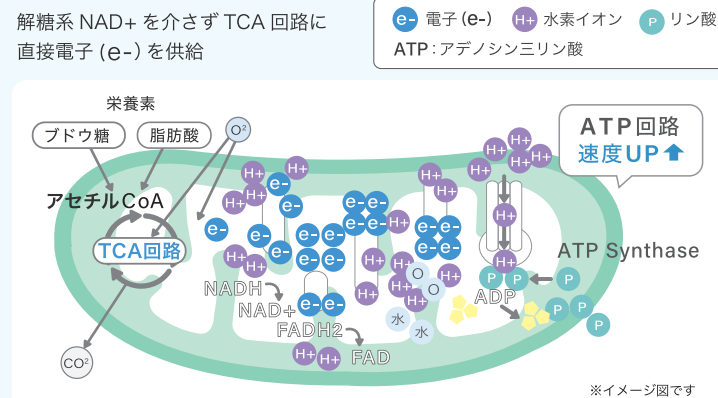 解糖系 NAD+ を介さず TCA 回路に
直接電子 (e-) を供給
e- 電子 (e-) H+ 水素イオン P リン酸
ATP：アデノシン三リン酸
栄養素
ブドウ糖 脂肪酸 O²
アセチルCoA
TCA回路
CO²
ATP回路
速度UP
H+ H+ H+ H+ H+
H+ H+ H+ H+ H+
e- e- e- e-
e- e- e- e- e- e- e- e-
e- e- e- e- H+
e- e- e- e-
H+ H+
H+ H+ H+ H+ H+ H+
O O
水 水
NADH
NAD+
e- e-
FADH2
FAD
H+ H+
H+
H+
ATP Synthase
P P P
ADP
P P P
※イメージ図です